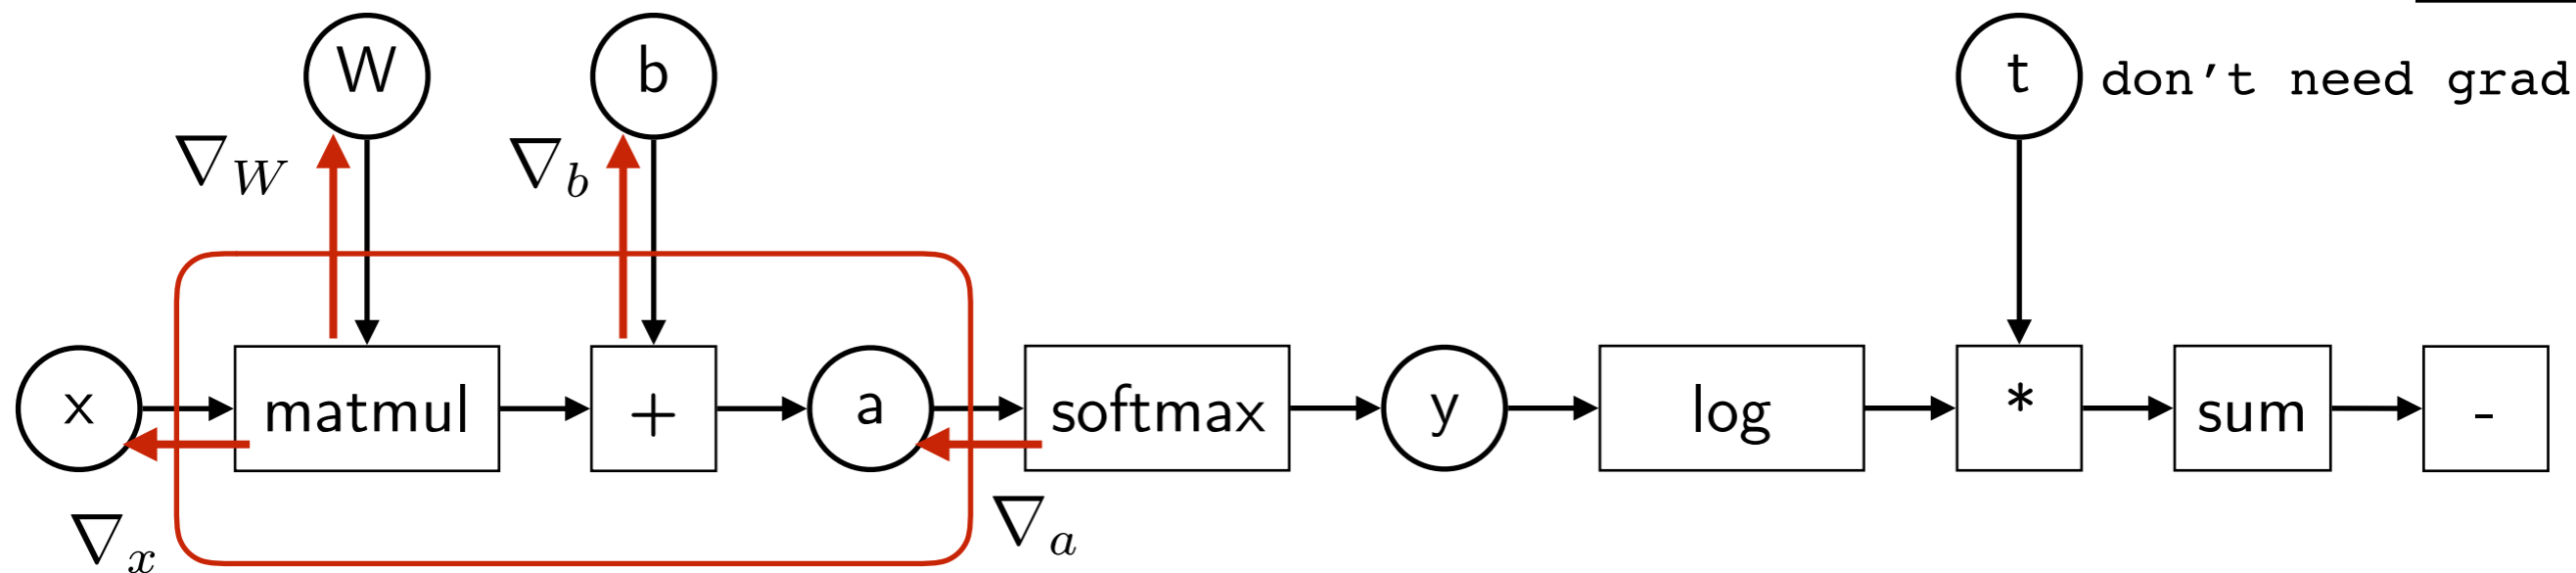 W b t don't need grad
∇W ∇b
x matmul + a softmax y log * sum -
∇x ∇a